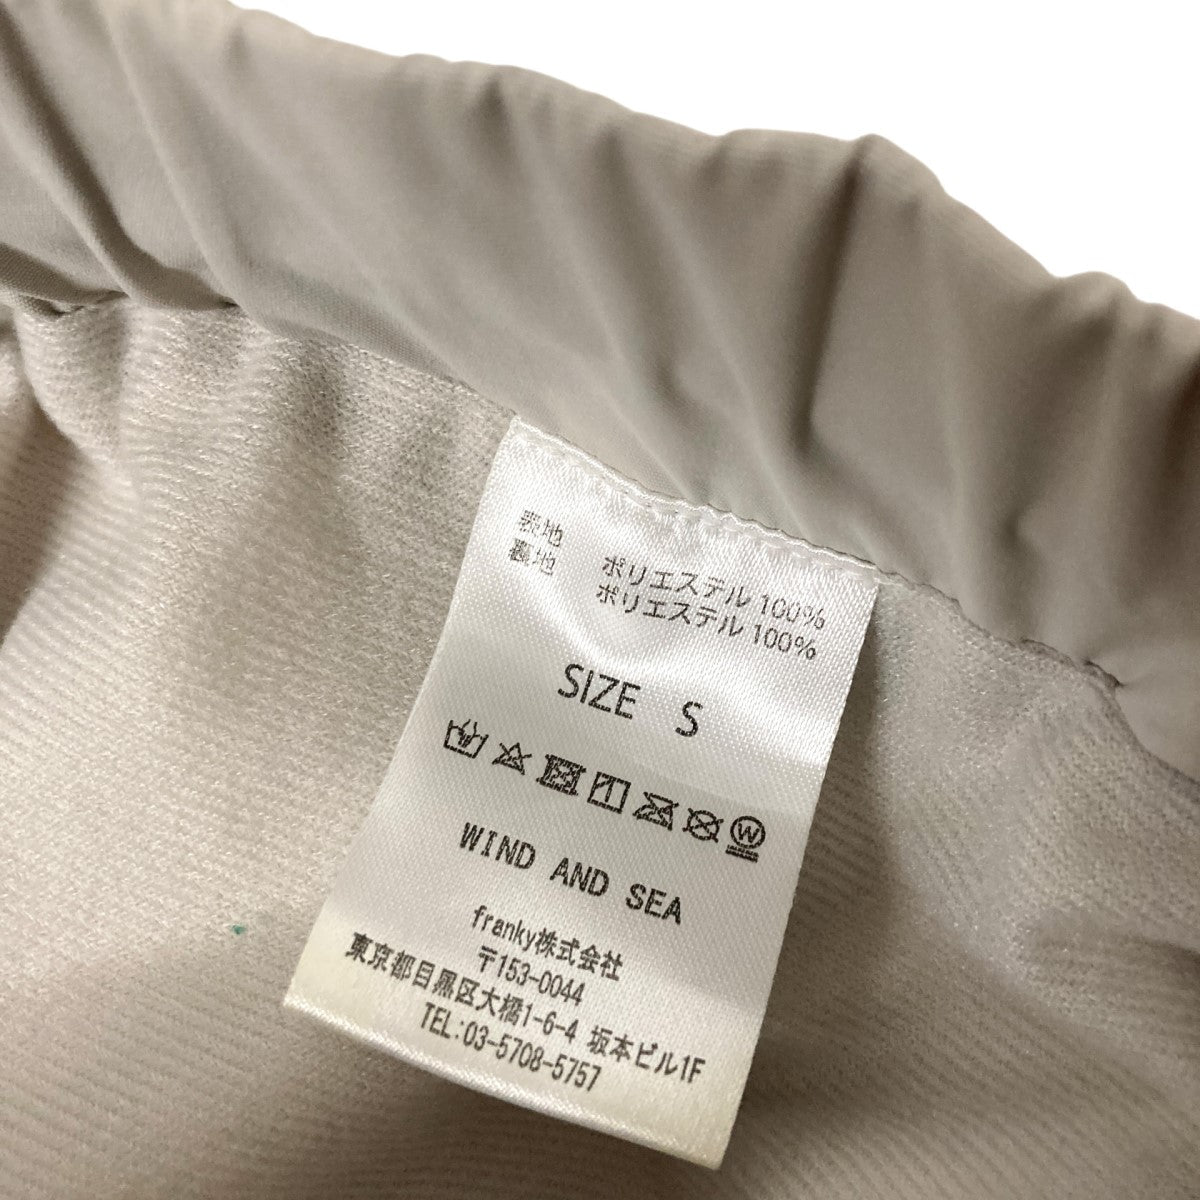 表地 ポリエステル 100%
裏地 ポリエステル 100%
SIZE S
W
WIND AND SEA
franky株式会社
〒153-0044
東京都目黒区大橋1-6-4 坂本ビル1F
TEL:03-5708-5757